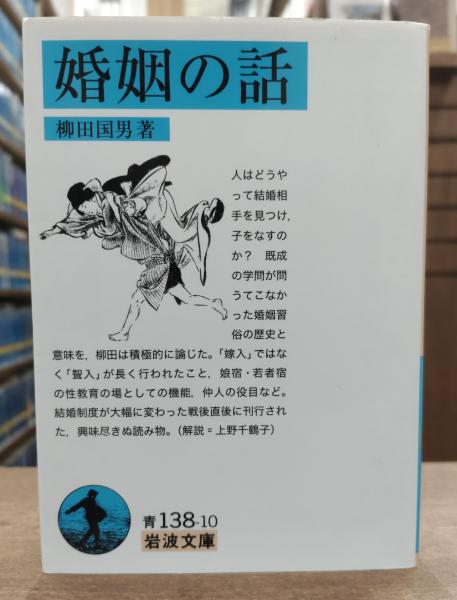 婚姻の話
柳田国男著
人はどうや
って結婚相
手を見つけ,
子をなすの
か? 既成
の学問が問
うてこなか
った婚姻習
俗の歴史と
意味を,柳田は積極的に論じた。「嫁入」ではな
く「聟入」が長く行われたこと,娘宿・若者宿
の性教育の場としての機能,仲人の役目など。
結婚制度が大幅に変わった戦後直後に刊行され
た,興味尽きぬ読み物。(解説=上野千鶴子)
青138-10
岩波文庫